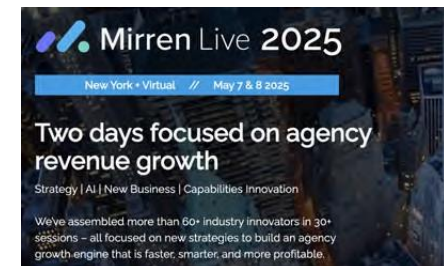 Mirren Live 2025
New York + Virtual // May 7 & 8 2025
Two days focused on agency
revenue growth
Strategy | AI | New Business | Capabilities Innovation
We've assembled more than 60+ industry innovators in 30+
sessions – all focused on new strategies to build an agency
growth engine that is faster, smarter, and more profitable.